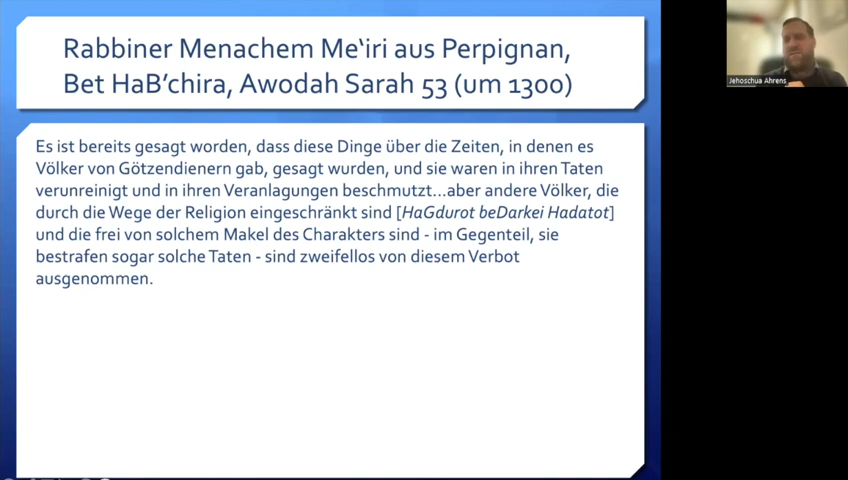 Rabbiner Menachem Me‘iri aus Perpignan,
Bet HaB’chira, Awodah Sarah 53 (um 1300)
Es ist bereits gesagt worden, dass diese Dinge über die Zeiten, in denen es
Völker von Götzendienern gab, gesagt wurden, und sie waren in ihren Taten
verunreinigt und in ihren Veranlagungen beschmutzt...aber andere Völker, die
durch die Wege der Religion eingeschränkt sind [HaGdurot beDarkei Hadatot]
und die frei von solchem Makel des Charakters sind - im Gegenteil, sie
bestrafen sogar solche Taten - sind zweifellos von diesem Verbot
ausgenommen.
Jehoschua Ahrens